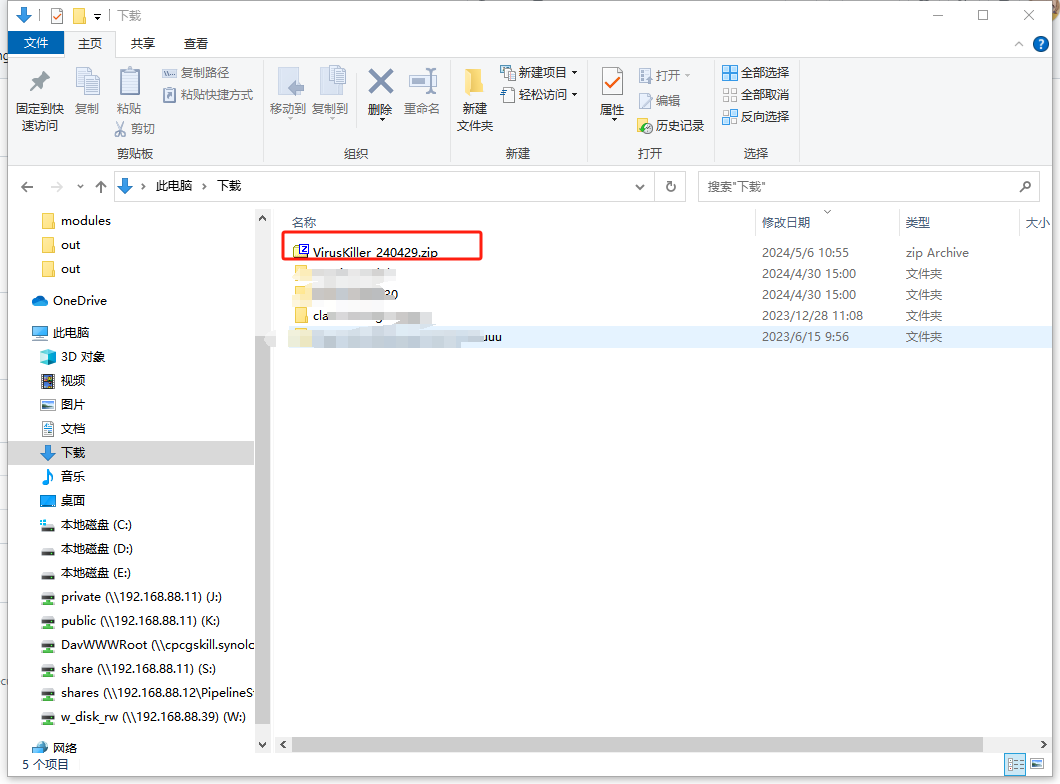 下载
文件 主页 共享 查看
固定到快速访问
复制
粘贴
复制路径
粘贴快捷方式
剪切
剪贴板
移动到
复制到
删除
重命名
组织
新建文件夹
新建项目
轻松访问
新建
属性
打开
编辑
历史记录
打开
全部选择
全部取消
反向选择
选择
此电脑 下载
搜索"下载"
modules
out
out
OneDrive
此电脑
3D 对象
视频
图片
文档
下载
音乐
桌面
本地磁盘 (C:)
本地磁盘 (D:)
本地磁盘 (E:)
private (\\192.168.88.11) (J:)
public (\\192.168.88.11) (K:)
DavWWWRoot (\\cpcgskill.synolc
share (\\192.168.88.11) (S:)
shares (\\192.168.88.12\PipelineS
w_disk_rw (\\192.168.88.39) (W:)
网络
名称 修改日期 类型 大小
VirusKiller_240429.zip 2024/5/6 10:55 zip Archive
2024/4/30 15:00 文件夹
2024/4/30 15:00 文件夹
cla 2023/12/28 11:08 文件夹
uuu 2023/6/15 9:56 文件夹
5 个项目